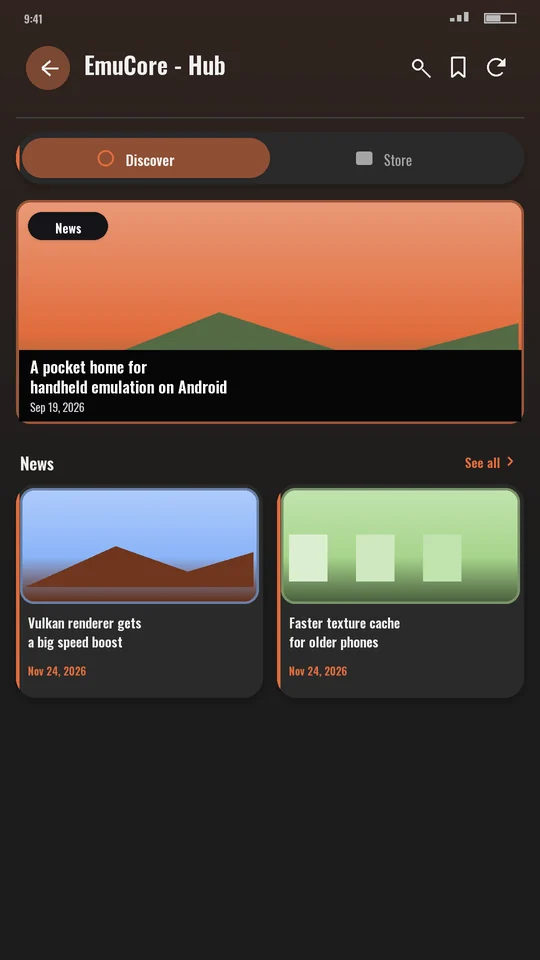 9:41
EmuCore - Hub
Discover
Store
News
A pocket home for
handheld emulation on Android
Sep 19, 2026
News
See all
Vulkan renderer gets
a big speed boost
Nov 24, 2026
Faster texture cache
for older phones
Nov 24, 2026